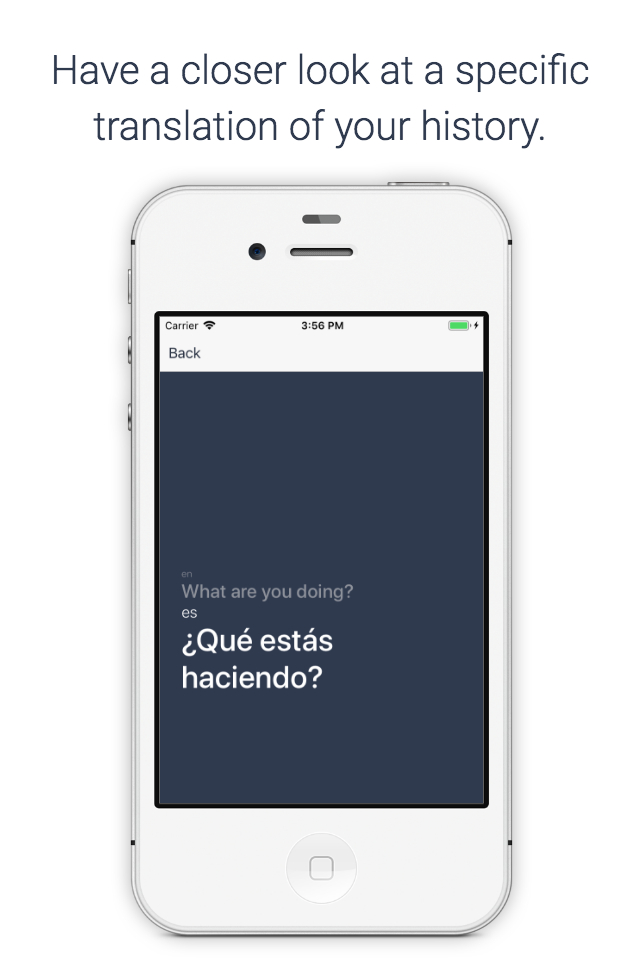 Have a closer look at a specific
translation of your history.
Carrier
3:56 PM
Back
en
What are you doing?
es
¿Qué estás
haciendo?